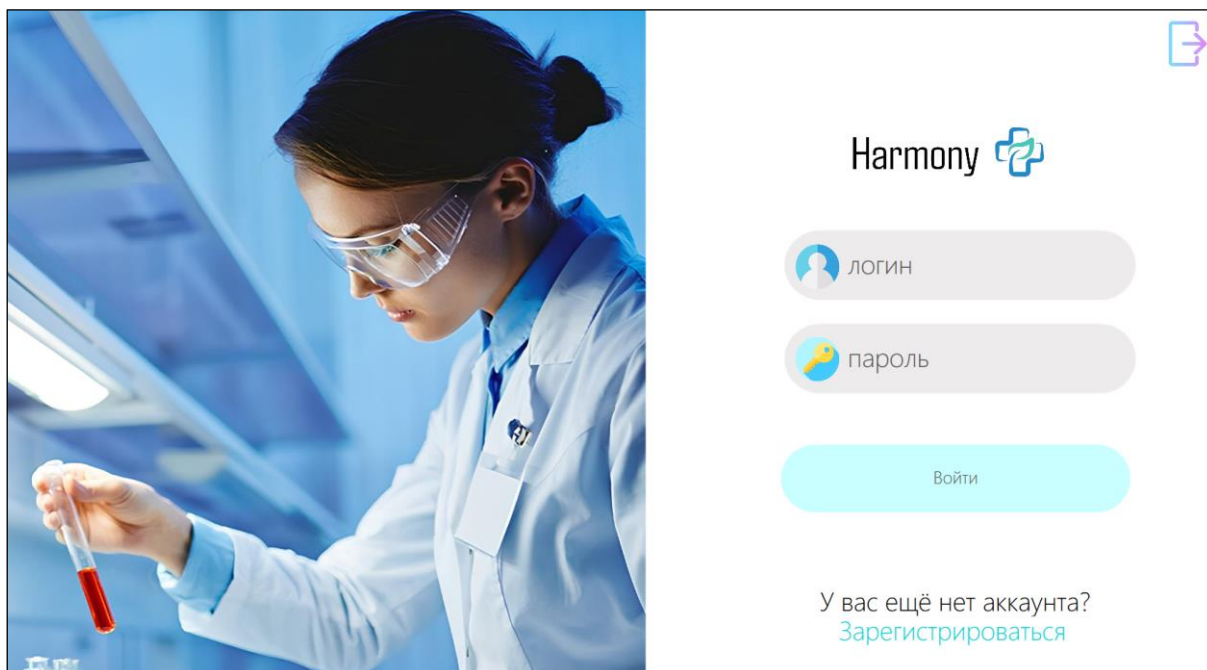 Harmony
логин
пароль
Войти
У вас ещё нет аккаунта?
Зарегистрироваться